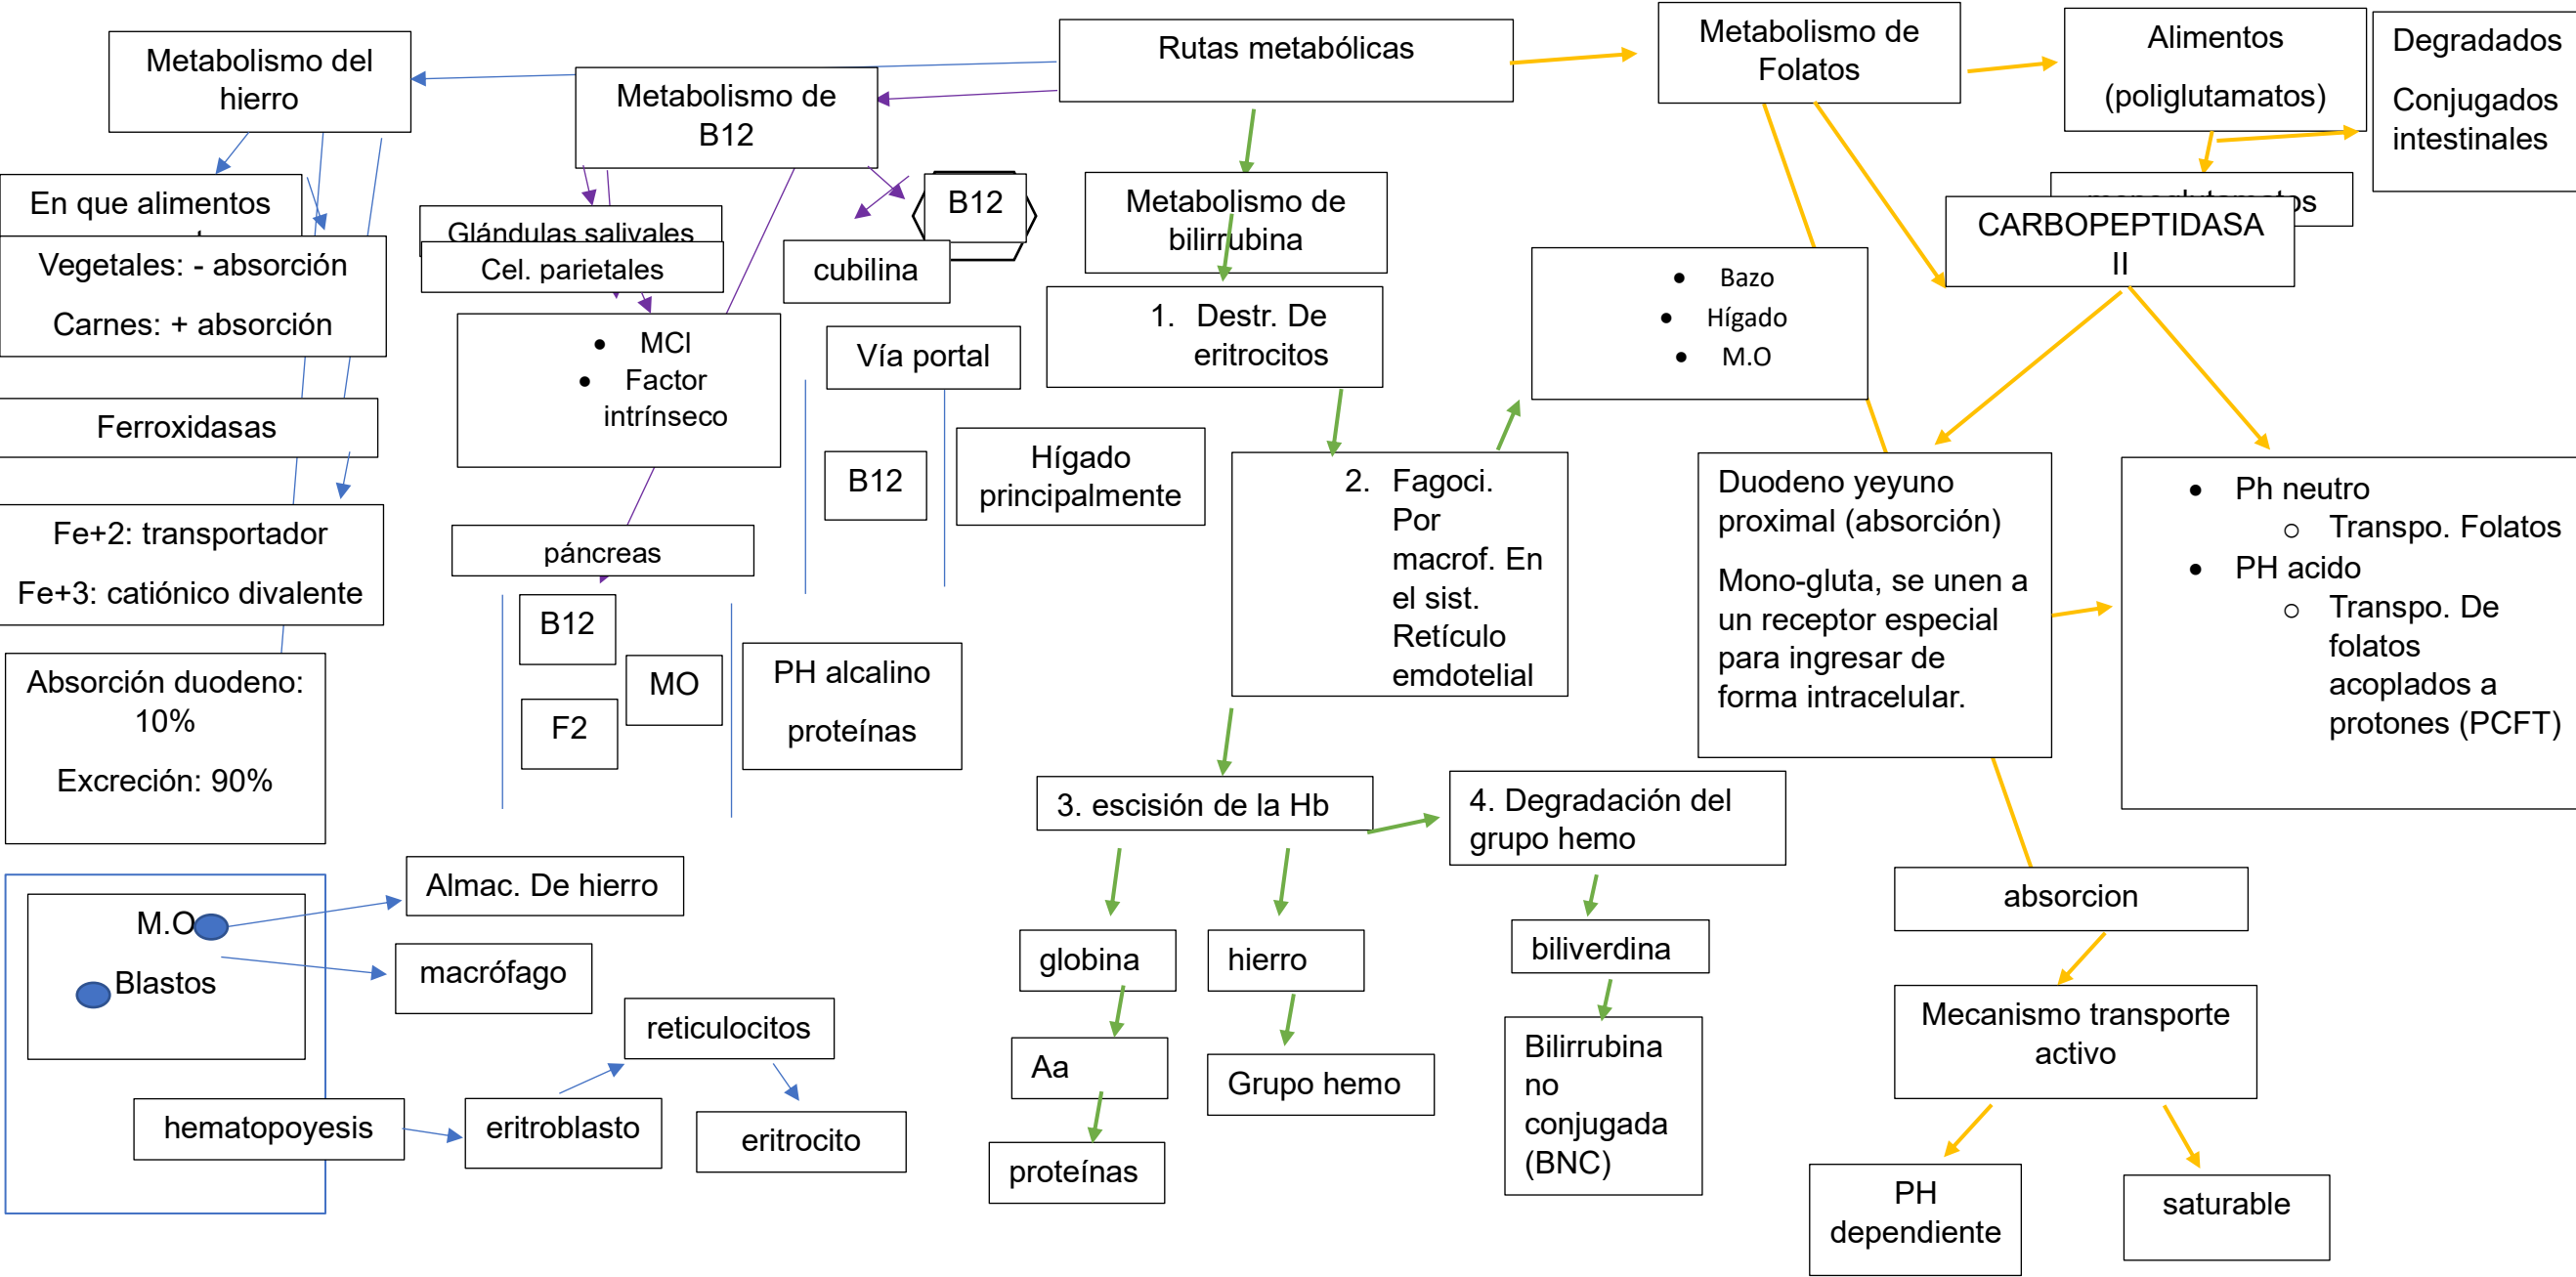 Rutas metabólicas
Metabolismo del
hierro
En que alimentos
Vegetales: - absorción
Carnes: + absorción
Ferroxidasas
Fe+2: transportador
Fe+3: catiónico divalente
Absorción duodeno:
10%
Excreción: 90%
M.O
Blastos
Almac. De hierro
macrófago
hematopoyesis
eritroblasto
reticulocitos
eritrocito
Metabolismo de
B12
Glándulas salivales
Cel. parietales
• MCI
• Factor
intrínseco
páncreas
B12
MO
F2
PH alcalino
proteínas
B12
cubilina
Vía portal
B12
Hígado
principalmente
Metabolismo de
bilirrubina
1. Destr. De
eritrocitos
2. Fagoci.
Por
macrof. En
el sist.
Retículo
emdotelial
• Bazo
• Hígado
• M.O
3. escisión de la Hb
globina
Aa
proteínas
hierro
Grupo hemo
4. Degradación del
grupo hemo
biliverdina
Bilirrubina
no
conjugada
(BNC)
Metabolismo de
Folatos
Alimentos
(poliglutamatos)
Degradados
Conjugados
intestinales
monoglutamatos
CARBOPEPTIDASA
II
Duodeno yeyuno
proximal (absorción)
Mono-gluta, se unen a
un receptor especial
para ingresar de
forma intracelular.
• Ph neutro
o Transpo. Folatos
• PH acido
o Transpo. De
folatos
acoplados a
protones (PCFT)
absorcion
Mecanismo transporte
activo
PH
dependiente
saturable